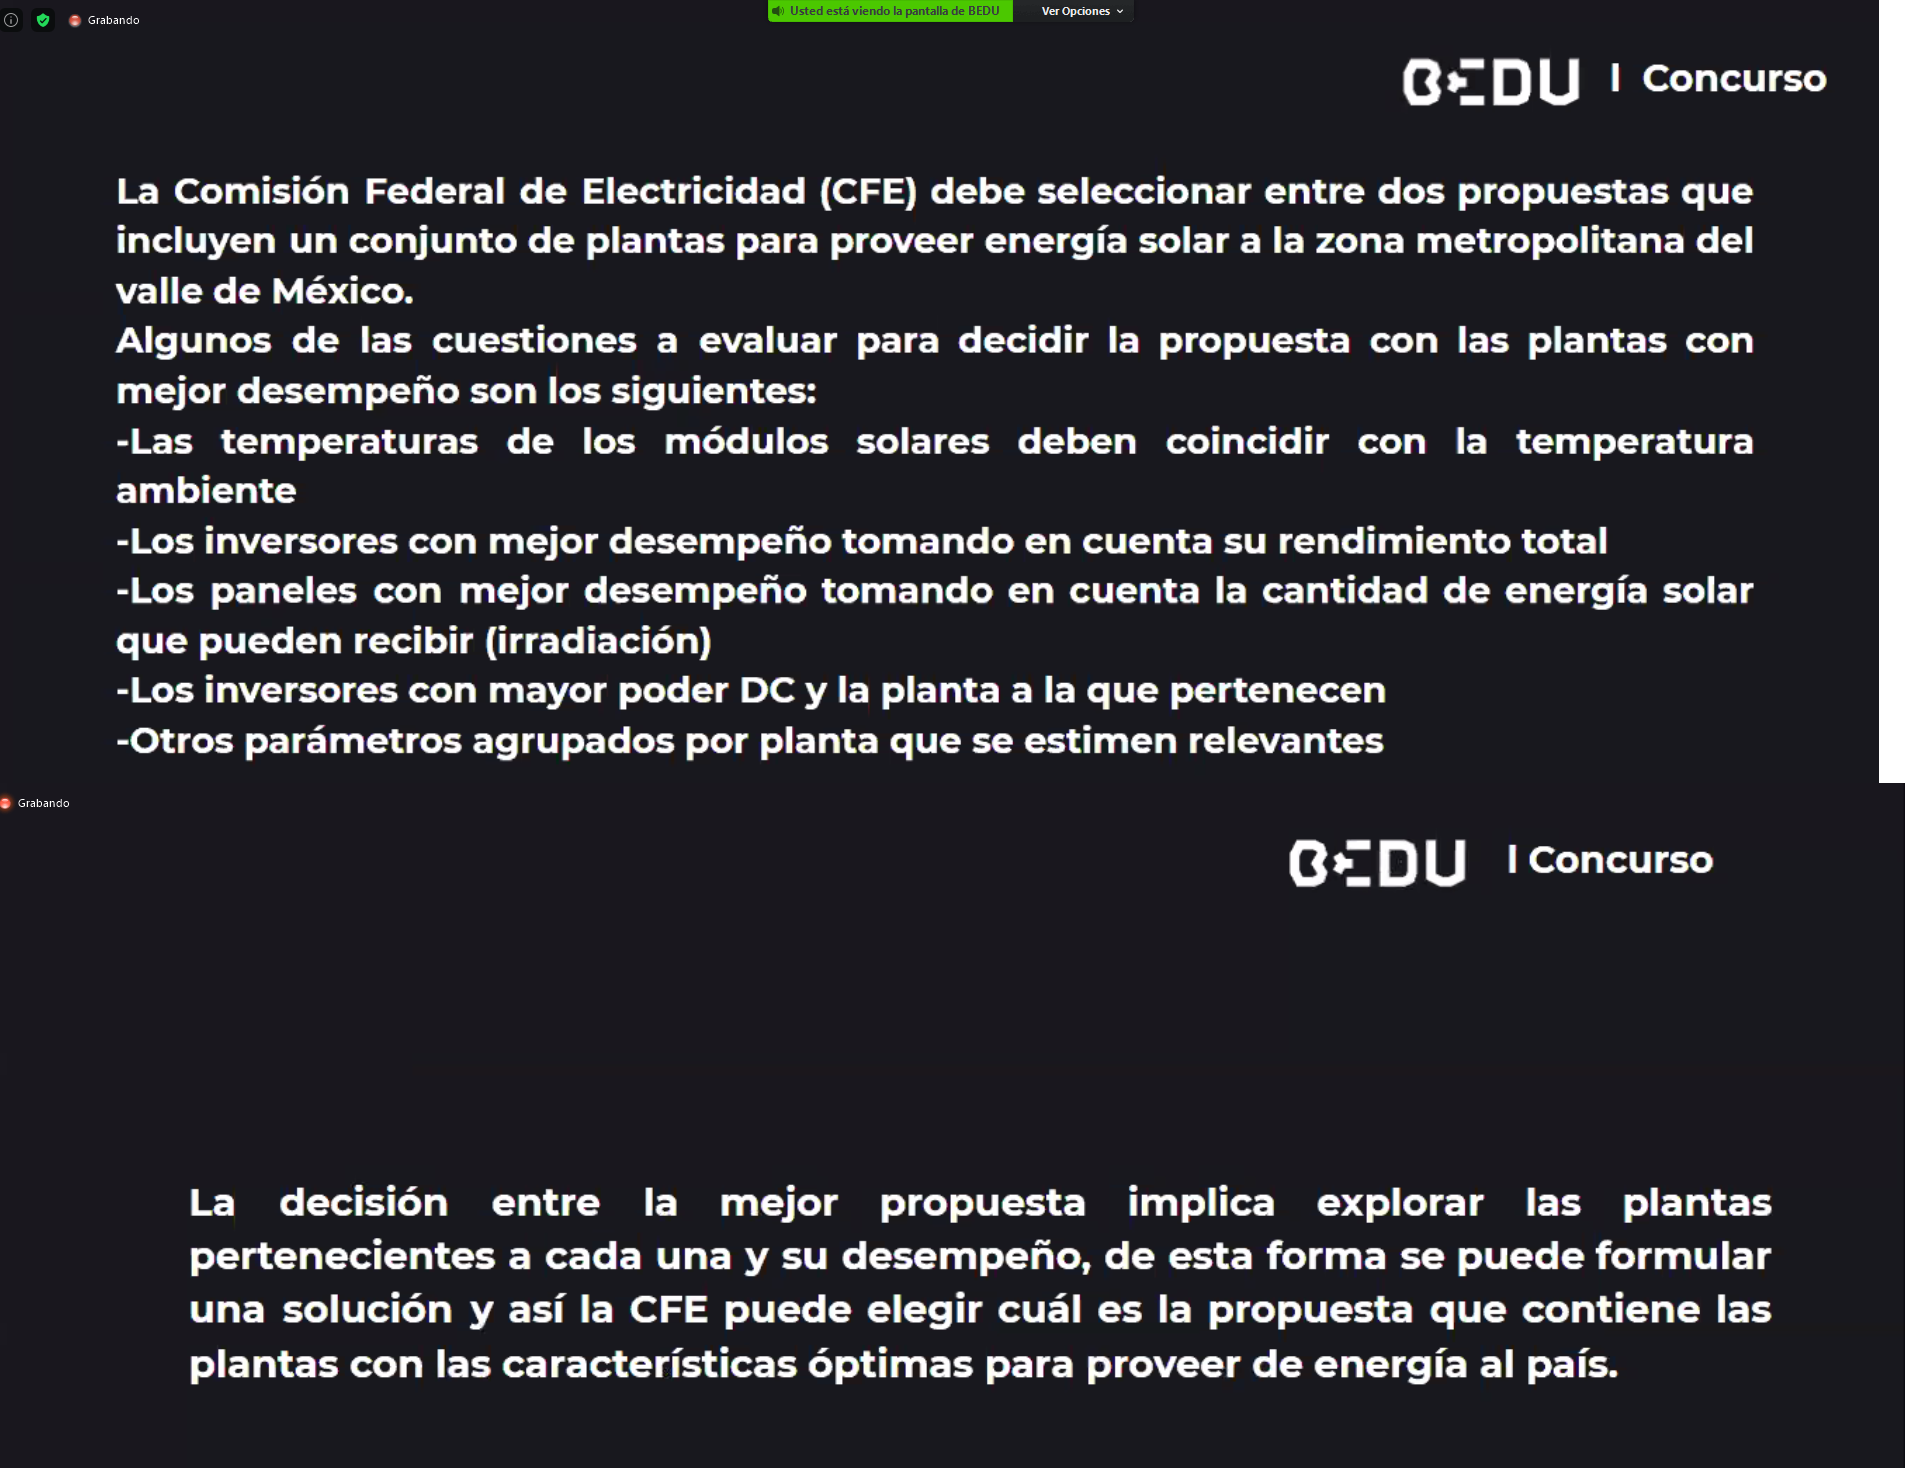 Grabando
Usted está viendo la pantalla de BEDU
Ver Opciones
BEDU | Concurso
La Comisión Federal de Electricidad (CFE) debe seleccionar entre dos propuestas que
incluyen un conjunto de plantas para proveer energía solar a la zona metropolitana del
valle de México.
Algunos de las cuestiones a evaluar para decidir la propuesta con las plantas con
mejor desempeño son los siguientes:
-Las temperaturas de los módulos solares deben coincidir con la temperatura
ambiente
-Los inversores con mejor desempeño tomando en cuenta su rendimiento total
-Los paneles con mejor desempeño tomando en cuenta la cantidad de energía solar
que pueden recibir (irradiación)
-Los inversores con mayor poder DC y la planta a la que pertenecen
-Otros parámetros agrupados por planta que se estimen relevantes
Grabando
BEDU | Concurso
La decisión entre la mejor propuesta implica explorar las plantas
pertenecientes a cada una y su desempeño, de esta forma se puede formular
una solución y así la CFE puede elegir cuál es la propuesta que contiene las
plantas con las características óptimas para proveer de energía al país.